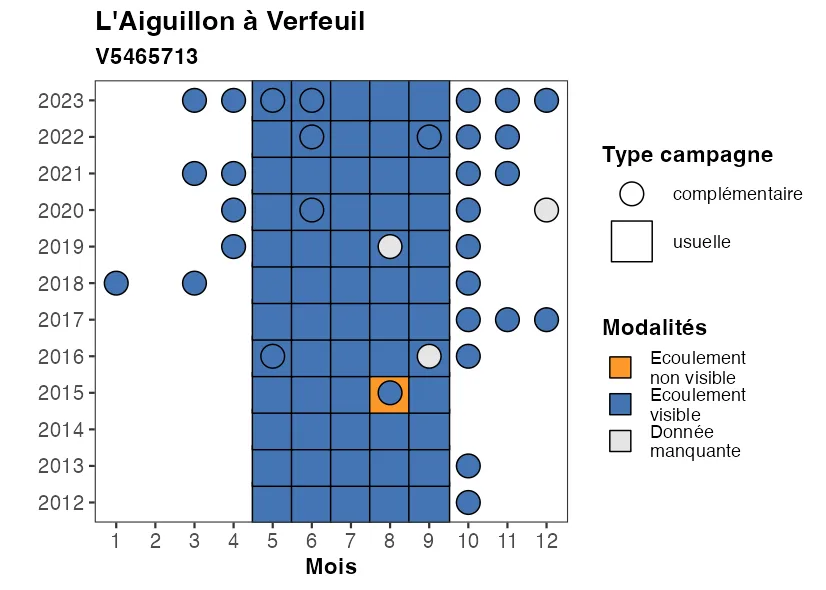 L'Aiguillon à Verfeuil
V5465713
2023
2022
2021
2020
2019
2018
2017
2016
2015
2014
2013
2012
1 2 3 4 5 6 7 8 9 10 11 12
Mois
Type campagne
complémentaire
usuelle
Modalités
Ecoulement
non visible
Ecoulement
visible
Donnée
manquante